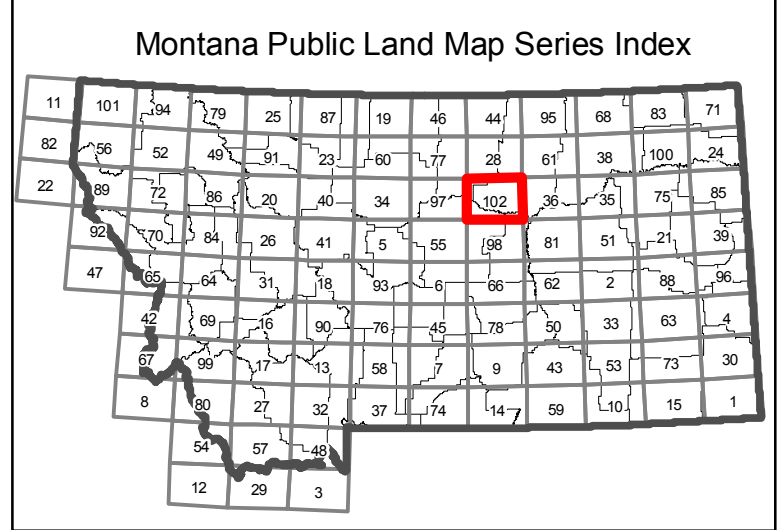 Montana Public Land Map Series Index
11 101 94 79 25 87 19 46 44 95 68 83 71
82 56 52 49 91 23 60 77 28 61 38 100 24
22 89 72 86 20 40 34 97 102 36 35 75 85
92 70 84 26 41 5 55 98 81 51 21 39
47 65 64 31 18 93 6 66 62 2 88 96
42 69 16 90 76 45 78 50 33 63 4
67 99 17 13 58 7 9 43 53 73 30
8 80 27 32 37 74 14 59 10 15 1
54 57 48
12 29 3